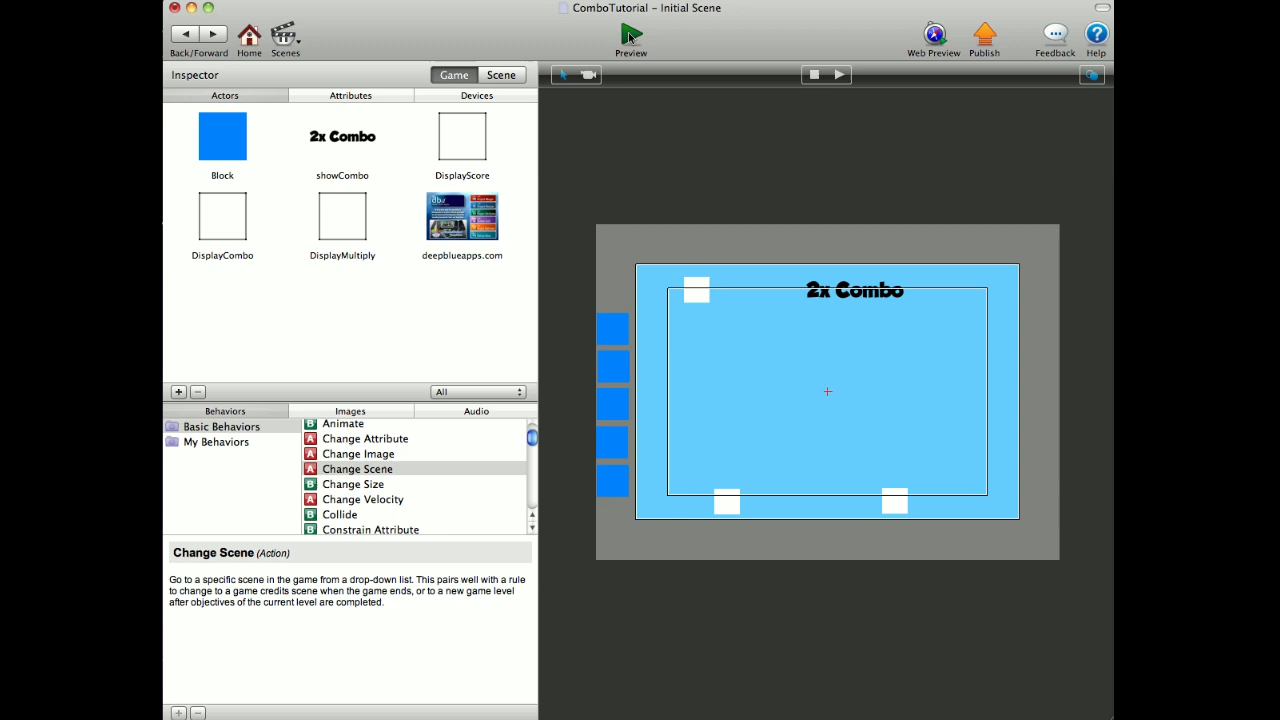 ComboTutorial – Initial Scene
Back/Forward
Home
Scenes
Preview
Web Preview
Publish
Feedback
Help
Inspector
Game
Scene
Actors
Attributes
Devices
2x Combo
Block
showCombo
DisplayScore
DisplayCombo
DisplayMultiply
deepblueapps.com
2x Combo
All
Behaviors
Images
Audio
Basic Behaviors
My Behaviors
Animate
Change Attribute
Change Image
Change Scene
Change Size
Change Velocity
Collide
Constrain Attribute
Change Scene (Action)
Go to a specific scene in the game from a drop-down list. This pairs well with a rule
to change to a game credits scene when the game ends, or to a new game level
after objectives of the current level are completed.